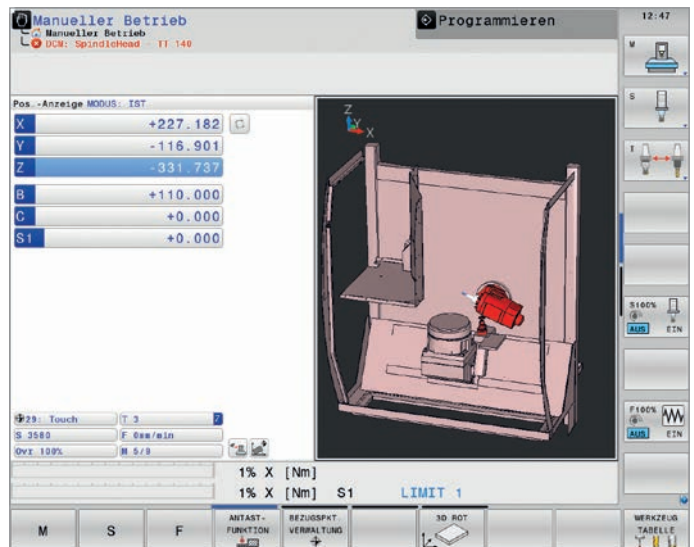 Manueller Betrieb
Manueller Betrieb
DCM: SpindleHead - TT 140
Programmieren
12:47
Pos.-Anzeige MODUS: IST
X +227.182
Y -116.901
Z -331.737
B +110.000
C +0.000
S1 +0.000
Z
Y
X
M
S
T
S100%
AUS EIN
F100%
AUS EIN
29: Touch T 3 Z
S 3580 F 0mm/min
Ovr 100% M 5/9
1% X [Nm]
1% X [Nm] S1 LIMIT 1
M
S
F
ANTAST-
FUNKTION
BEZUGSPKT.
VERWALTUNG
3D ROT
WERKZEUG
TABELLE